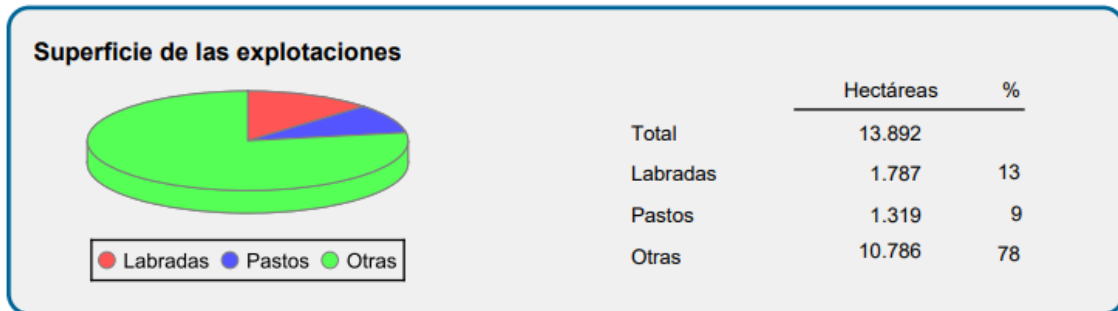 Superficie de las explotaciones
Hectáreas %
Total 13.892
Labradas 1.787 13
Pastos 1.319 9
Otras 10.786 78
Labradas Pastos Otras